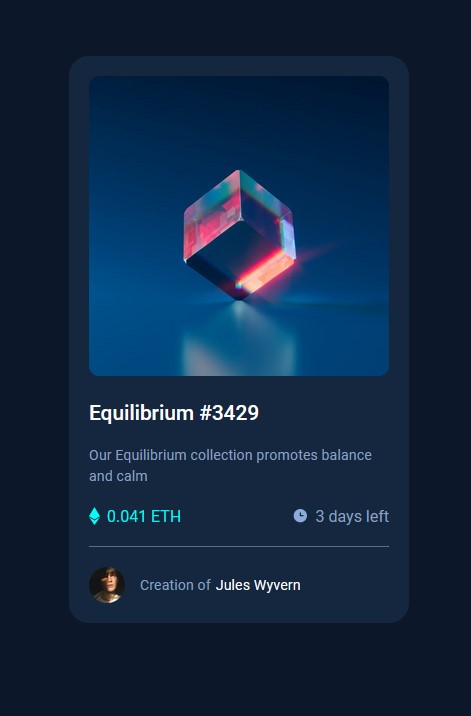 Equilibrium #3429
Our Equilibrium collection promotes balance
and calm
0.041 ETH
3 days left
Creation of Jules Wyvern